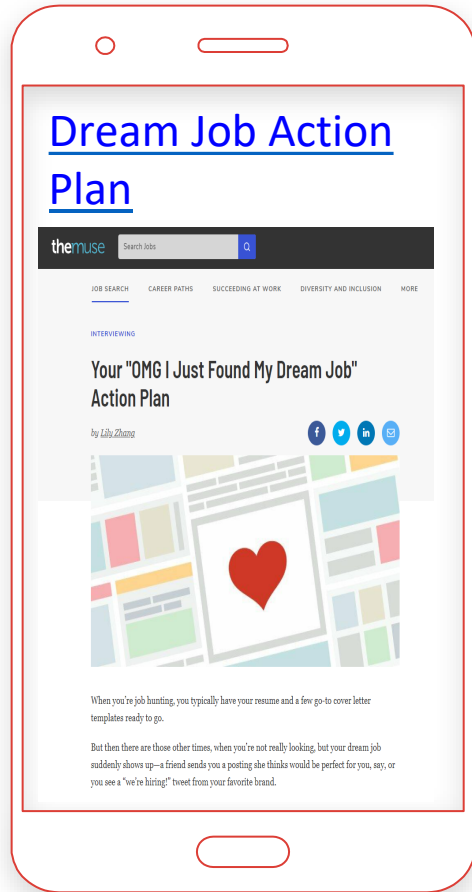 Dream Job Action
Plan
themuse
Search Jobs
JOB SEARCH CAREER PATHS SUCCEEDING AT WORK DIVERSITY AND INCLUSION MORE
INTERVIEWING
Your "OMG I Just Found My Dream Job"
Action Plan
by Lily Zhang
When you're job hunting, you typically have your resume and a few go-to cover letter
templates ready to go.
But then there are those other times, when you're not really looking, but your dream job
suddenly shows up—a friend sends you a posting she thinks would be perfect for you, say, or
you see a "we're hiring!" tweet from your favorite brand.